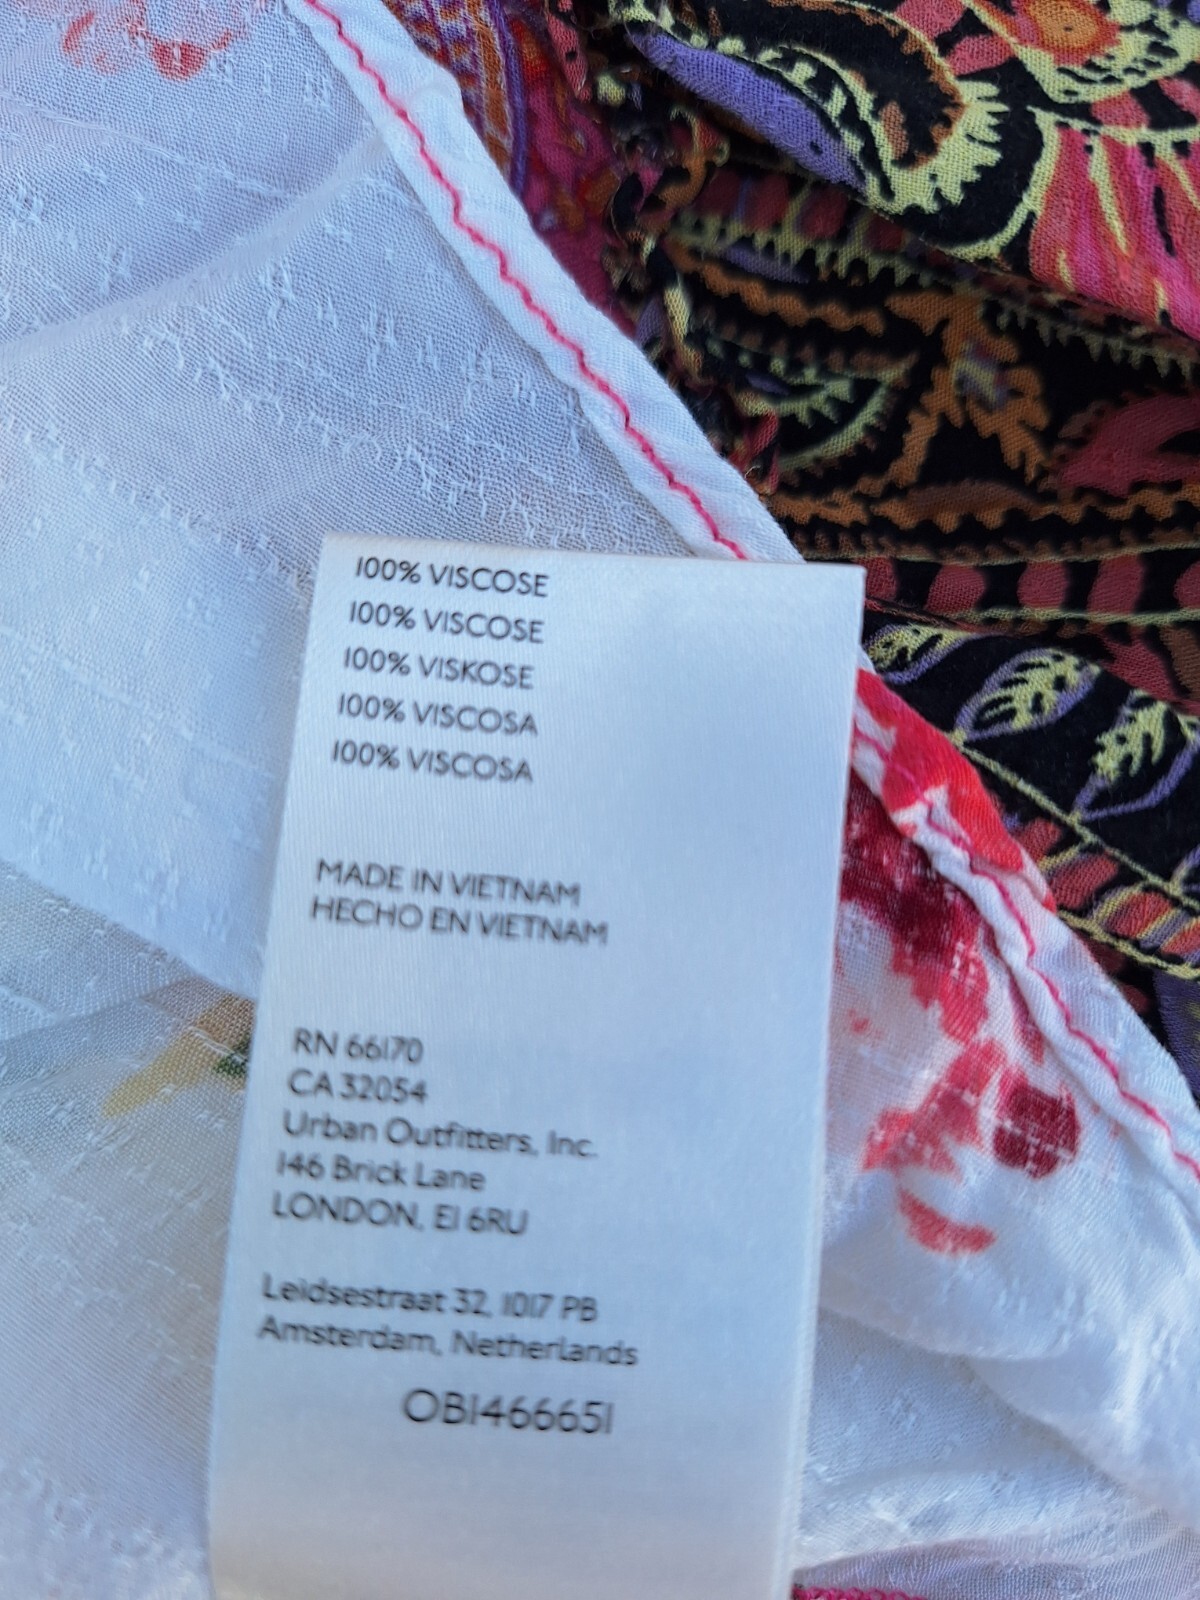 100% VISCOSE
100% VISCOSE
100% VISKOSE
100% VISCOSA
100% VISCOSA
MADE IN VIETNAM
HECHO EN VIETNAM
RN 66170
CA 32054
Urban Outfitters, Inc.
146 Brick Lane
LONDON, E1 6RU
Leidsestraat 32, 1017 PB
Amsterdam, Netherlands
OB1466651